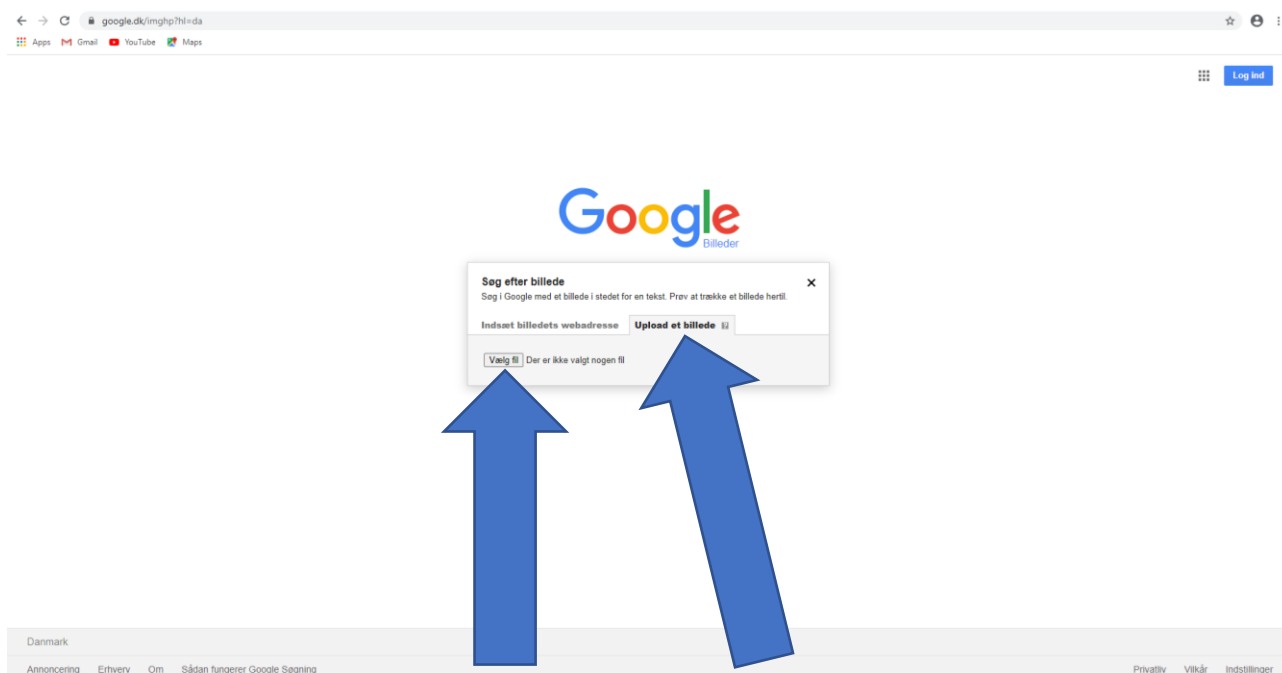 google.dk/imghp?hl=da
Apps Gmail YouTube Maps
Log ind
Google
Billeder
Søg efter billede
Søg i Google med et billede i stedet for en tekst. Prøv at trække et billede hertil.
Indsæt billedets webadresse Upload et billede ?
Vælg fil Der er ikke valgt nogen fil
Danmark
Annoncering Erhverv Om Sådan fungerer Google Søgning Privatliv Vilkår Indstillinger